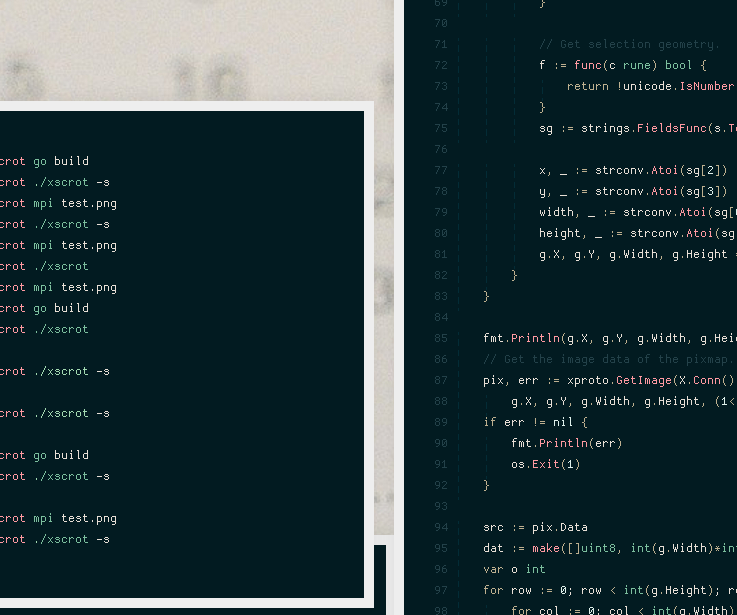 crot go build
crot ./xscrot -s
crot mpi test.png
crot ./xscrot -s
crot mpi test.png
crot ./xscrot
crot mpi test.png
crot go build
crot ./xscrot
crot ./xscrot -s
crot ./xscrot -s
crot go build
crot ./xscrot -s
crot mpi test.png
crot ./xscrot -s
69 }
70
71 // Get selection geometry.
72 f := func(c rune) bool {
73 return !unicode.IsNumber
74 }
75 sg := strings.FieldsFunc(s.T
76
77 x, _ := strconv.Atoi(sg[2])
78 y, _ := strconv.Atoi(sg[3])
79 width, _ := strconv.Atoi(sg[
80 height, _ := strconv.Atoi(sg
81 g.X, g.Y, g.Width, g.Height =
82 }
83 }
84
85 fmt.Println(g.X, g.Y, g.Width, g.Hei
86 // Get the image data of the pixmap.
87 pix, err := xproto.GetImage(X.Conn()
88 g.X, g.Y, g.Width, g.Height, (1<
89 if err != nil {
90 fmt.Println(err)
91 os.Exit(1)
92 }
93
94 src := pix.Data
95 dat := make([]uint8, int(g.Width)*in
96 var o int
97 for row := 0; row < int(g.Height); r
98 for col := 0; col < int(g.Width)